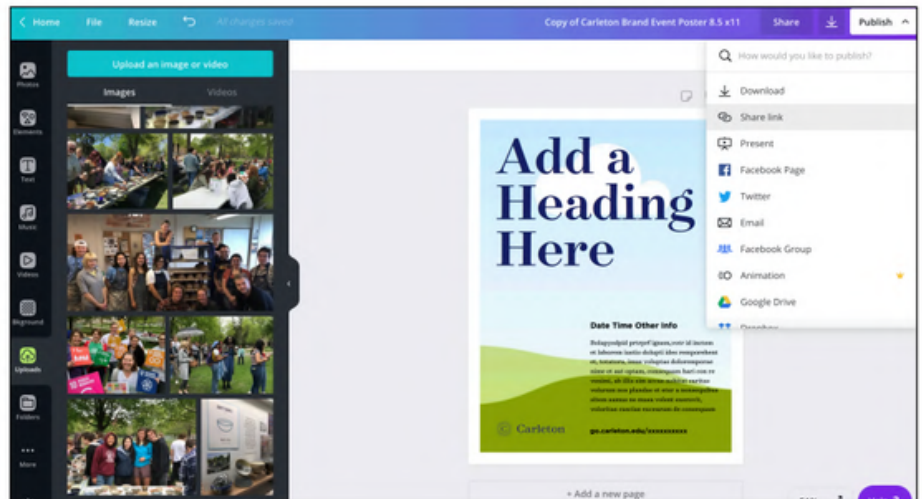 Home File Resize All changes saved Copy of Carleton Brand Event Poster 8.5 x11 Share Publish
Upload an image or video
Images Videos
Photos
Elements
Text
Music
Videos
Bkground
Uploads
Folders
More
How would you like to publish?
Download
Share link
Present
Facebook Page
Twitter
Email
Facebook Group
Animation
Google Drive
Dropbox
Add a
Heading
Here
Date Time Other Info
Carleton go.carleton.edu/xxxxxxxxxx
+ Add a new page